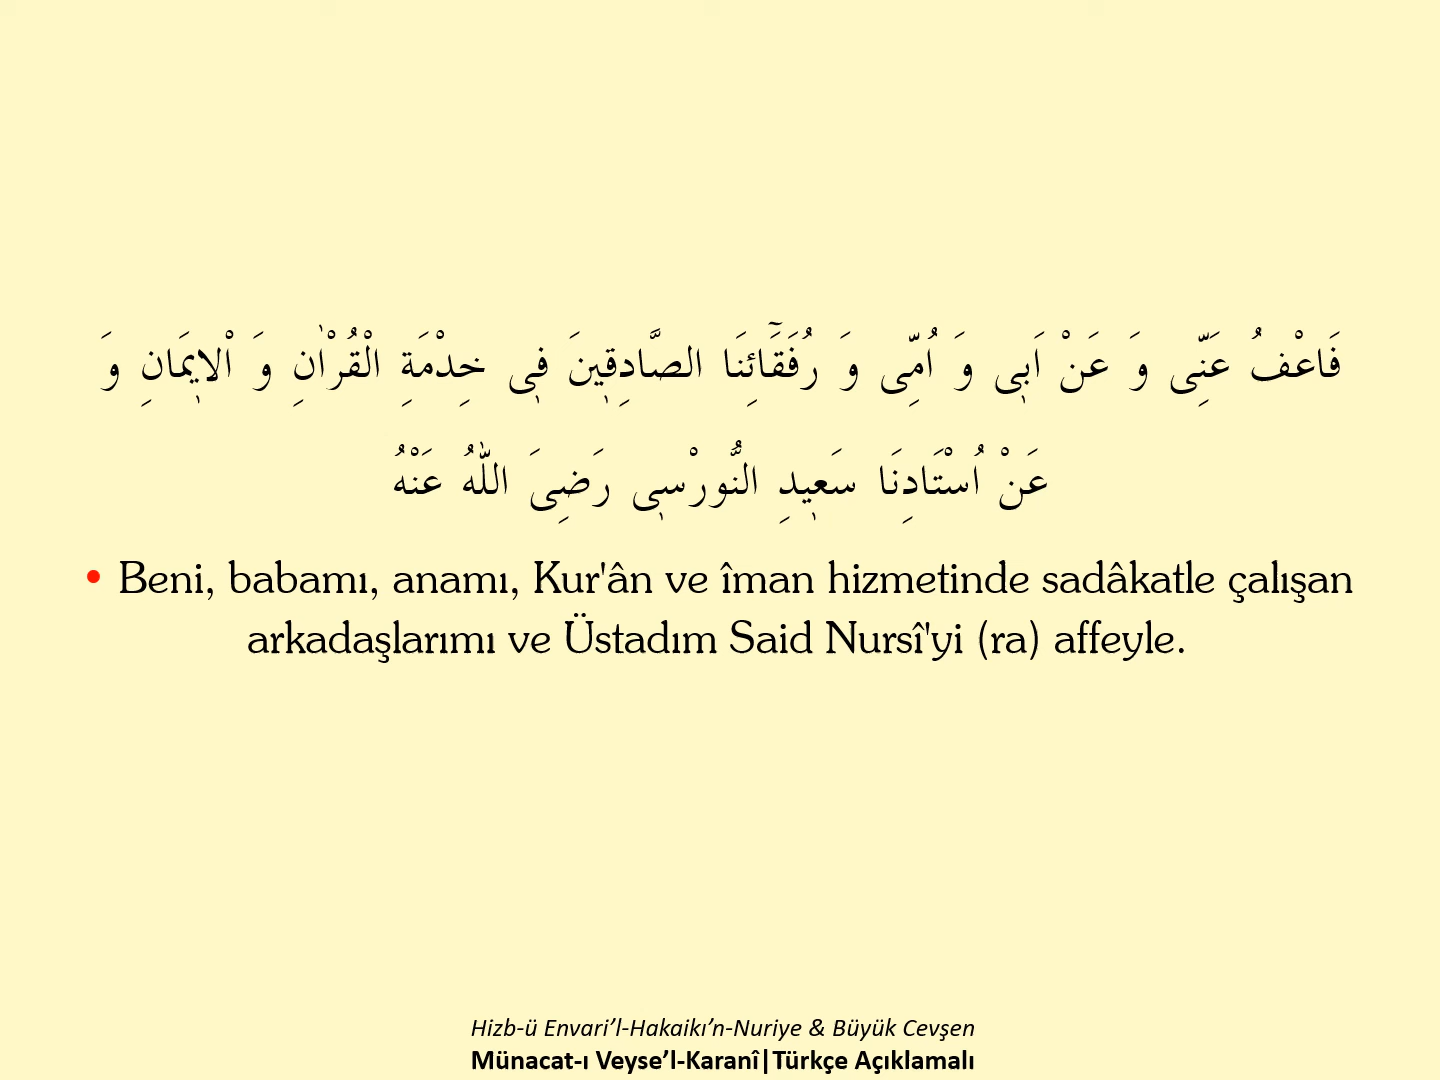 فَاعْفُ عَنِّى وَ عَنْ اَبٖى وَ اُمِّى وَ رُفَقَٓائِنَا الصَّادِقٖينَ فٖى خِدْمَةِ الْقُرْاٰنِ وَ اْلاٖيمَانِ وَ
عَنْ اُسْتَادِنَا سَعٖيدِ النُّورْسٖى رَضِىَ اللّٰهُ عَنْهُ
• Beni, babamı, anamı, Kur'ân ve îman hizmetinde sadâkatle çalışan
arkadaşlarımı ve Üstadım Said Nursî'yi (ra) affeyle.
Hizb-ü Envari’l-Hakaikı’n-Nuriye & Büyük Cevşen
Münacat-ı Veyse’l-Karanî|Türkçe Açıklamalı